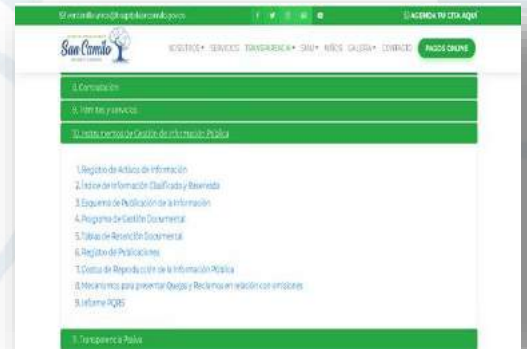 AGENDA TU CITA AQUÍ
San Camilo
NOSOTROS SERVICIOS TRANSPARENCIA SIAU NIÑOS GALERÍA CONTACTO PAGOS ONLINE
8. Contratación
9. Trámites y servicios
10. Instrumentos de Gestión de Información Pública
1. Registro de Activos de Información
2. Índice de Información Clasificada y Reservada
3. Esquema de Publicación de la Información
4. Programa de Gestión Documental
5. Tablas de Retención Documental
6. Registro de Publicaciones
7. Costos de Reproducción de la Información Pública
8. Mecanismos para presentar Quejas y Reclamos en relación con omisiones
9. Informe PQRS
11. Transparencia Pasiva